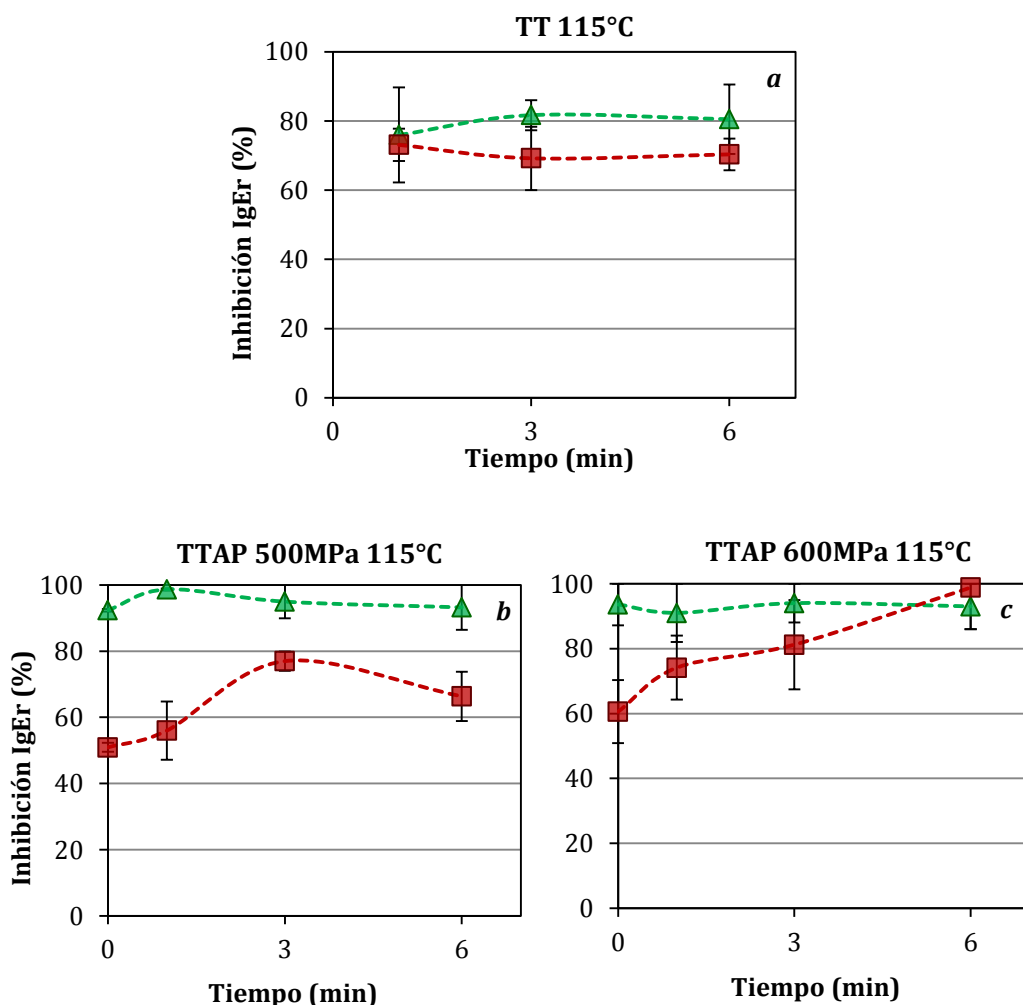 TT 115°C
100
80
60
40
20
0
a
Inhibición IgEr (%)
0 3 6
Tiempo (min)
TTAP 500MPa 115°C
100
80
60
40
20
0
b
Inhibición IgEr (%)
0 3 6
Tiempo (min)
TTAP 600MPa 115°C
100
80
60
40
20
0
c
0 3 6
Tiempo (min)